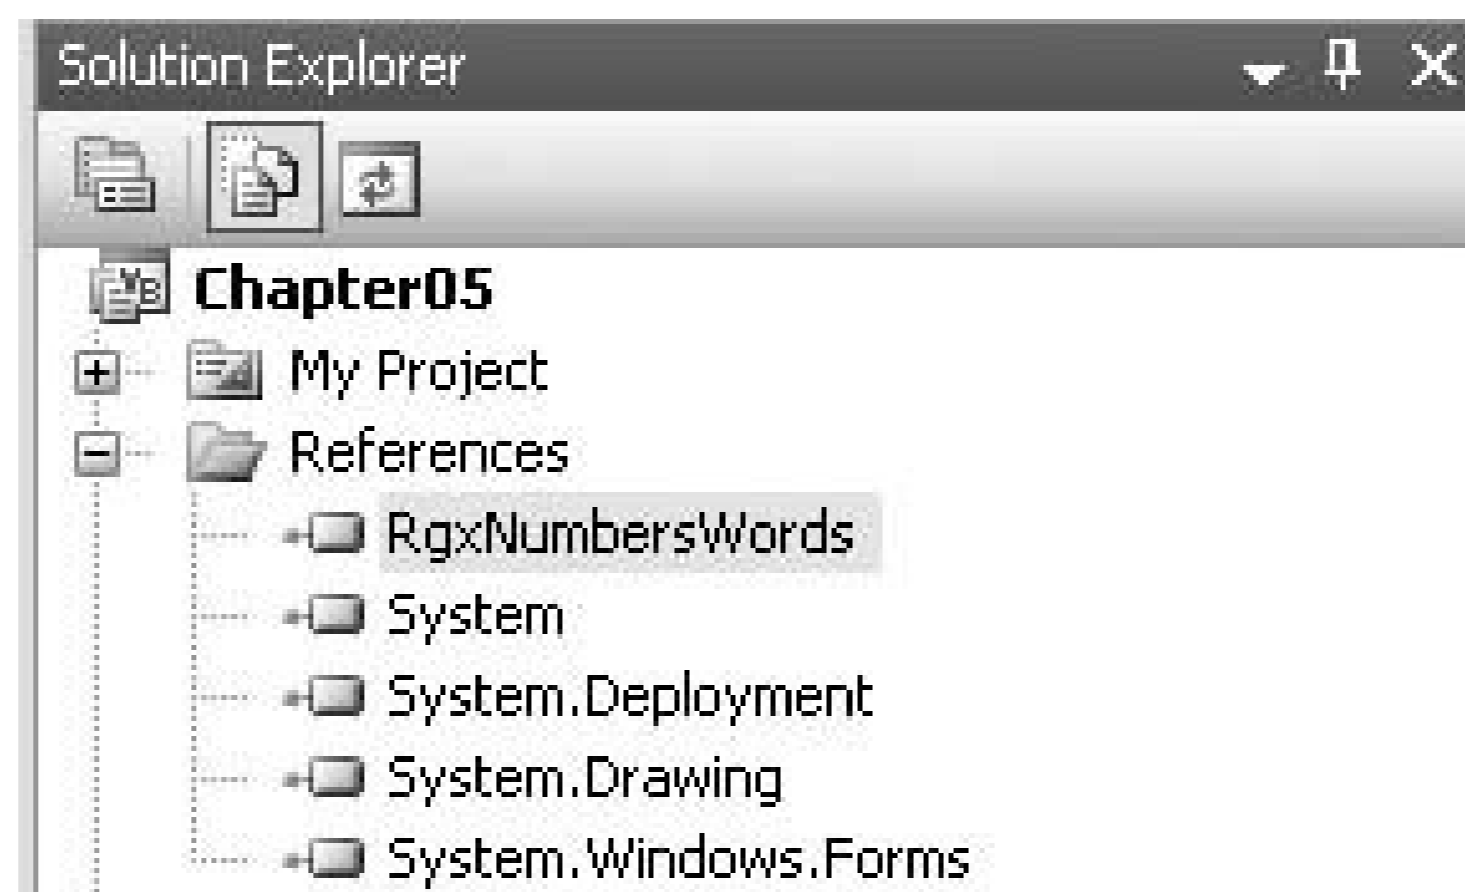 Solution Explorer
Chapter05
My Project
References
RgxNumbersWords
System
System.Deployment
System.Drawing
System.Windows.Forms